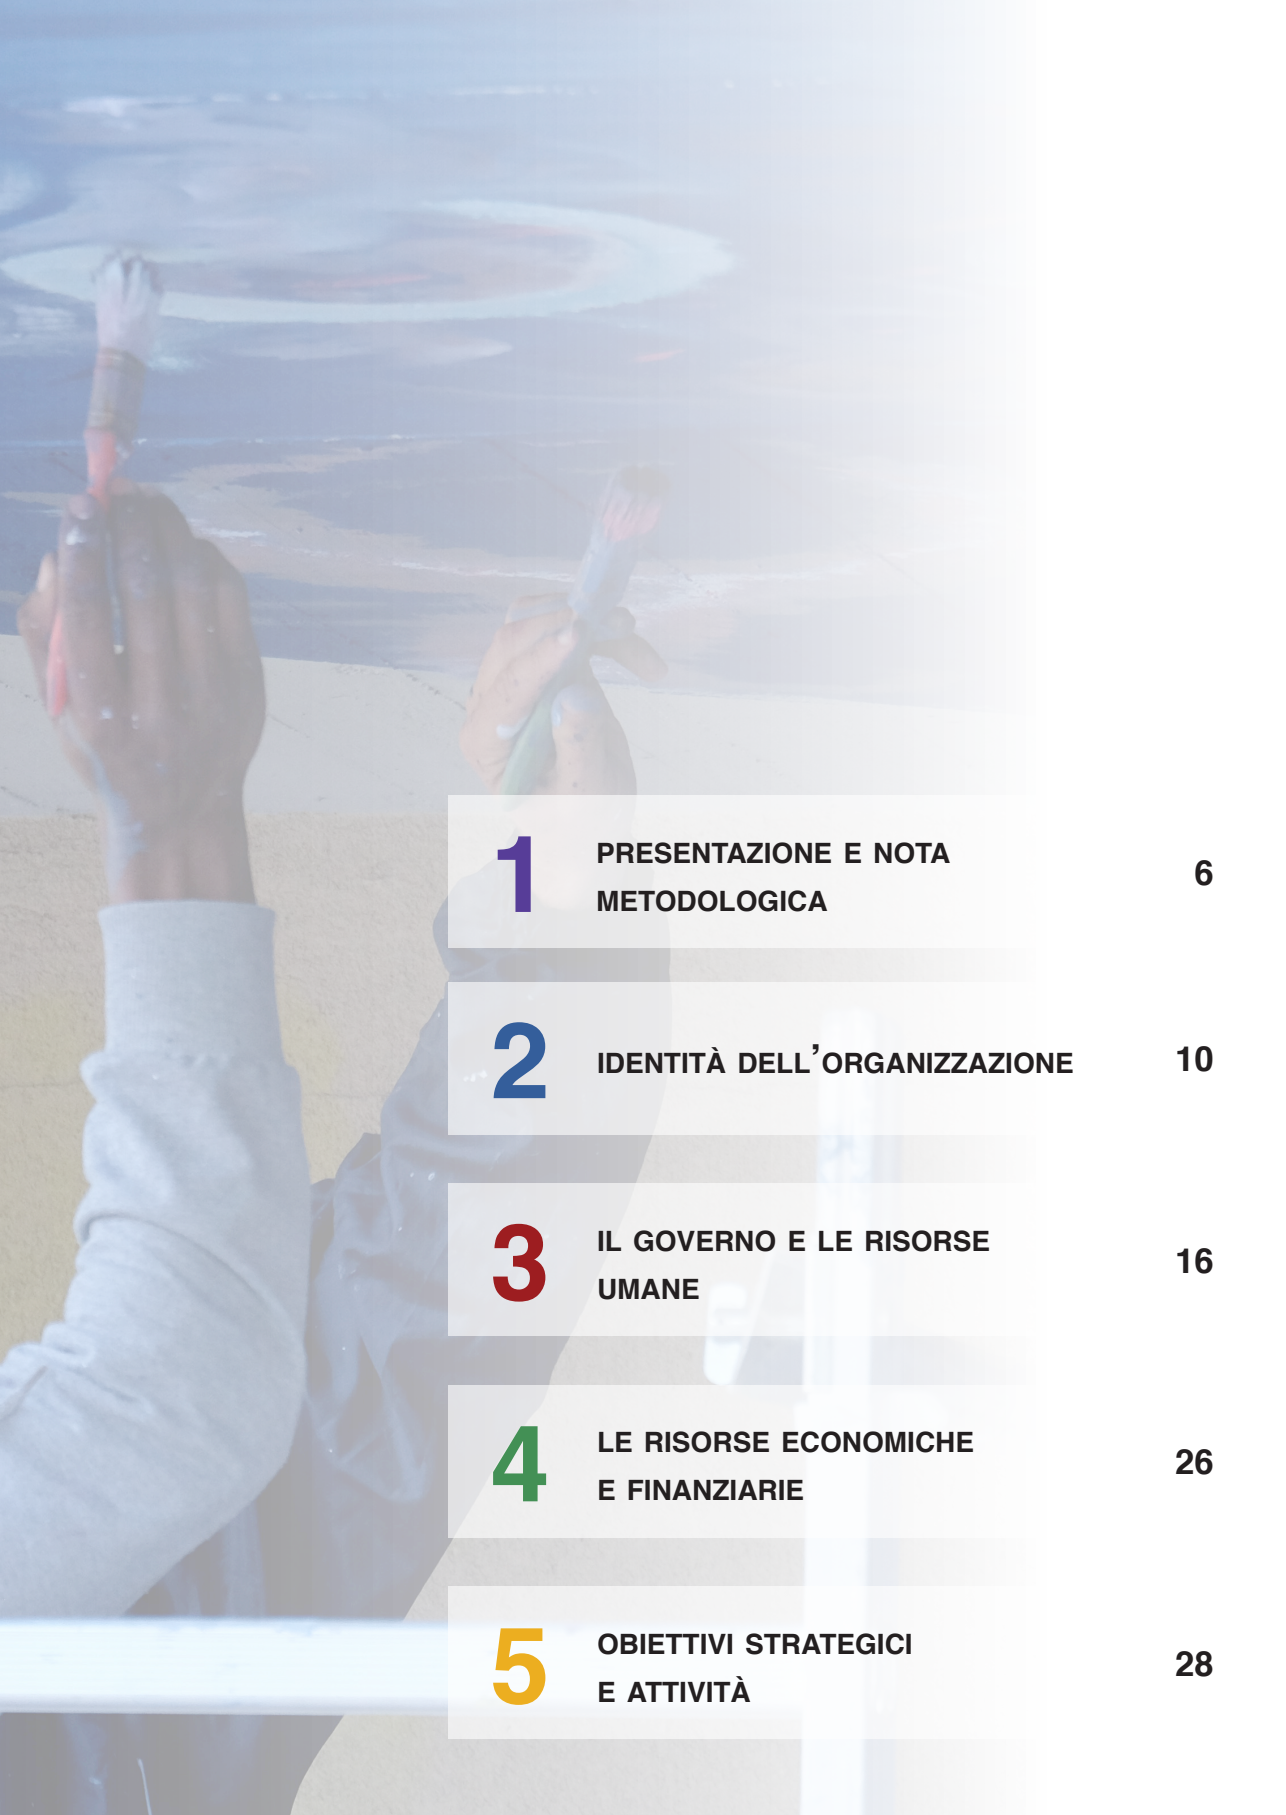 1
PRESENTAZIONE E NOTA
METODOLOGICA
6
2
IDENTITÀ DELL'ORGANIZZAZIONE
10
3
IL GOVERNO E LE RISORSE
UMANE
16
4
LE RISORSE ECONOMICHE
E FINANZIARIE
26
5
OBIETTIVI STRATEGICI
E ATTIVITÀ
28